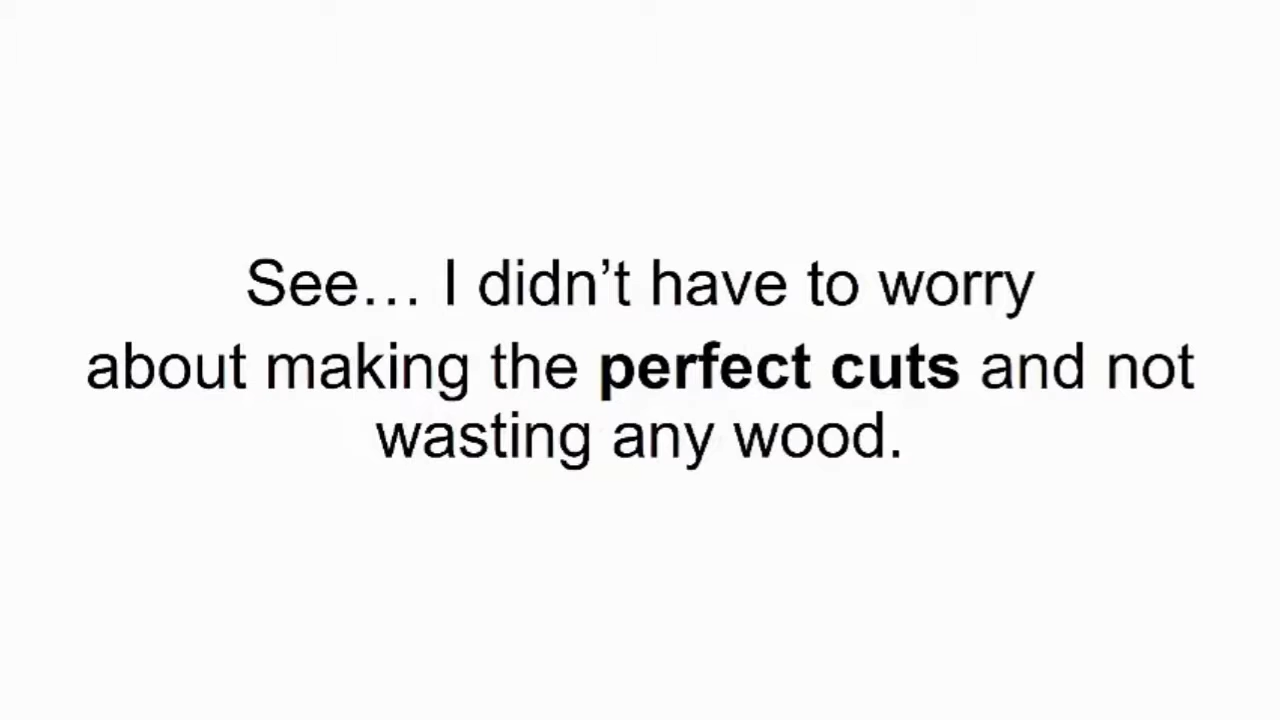 See… I didn’t have to worry
about making the perfect cuts and not
wasting any wood.